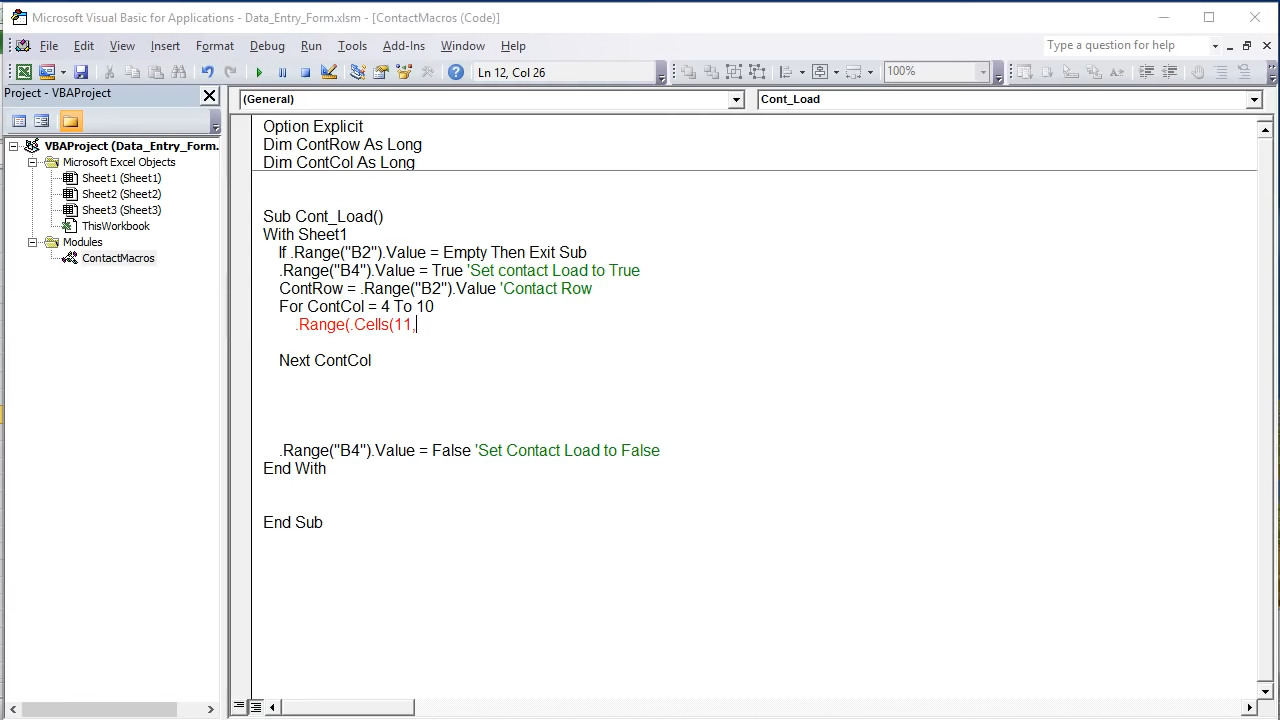 Microsoft Visual Basic for Applications - Data_Entry_Form.xlsm - [ContactMacros (Code)]
File Edit View Insert Format Debug Run Tools Add-Ins Window Help
Type a question for help
Ln 12, Col 26
100%
Project - VBAProject
(General)
Cont_Load
VBAProject (Data_Entry_Form.
Microsoft Excel Objects
Sheet1 (Sheet1)
Sheet2 (Sheet2)
Sheet3 (Sheet3)
ThisWorkbook
Modules
ContactMacros
Option Explicit
Dim ContRow As Long
Dim ContCol As Long
Sub Cont_Load()
With Sheet1
If .Range("B2").Value = Empty Then Exit Sub
.Range("B4").Value = True 'Set contact Load to True
ContRow = .Range("B2").Value 'Contact Row
For ContCol = 4 To 10
.Range(.Cells(11,
Next ContCol
.Range("B4").Value = False 'Set Contact Load to False
End With
End Sub